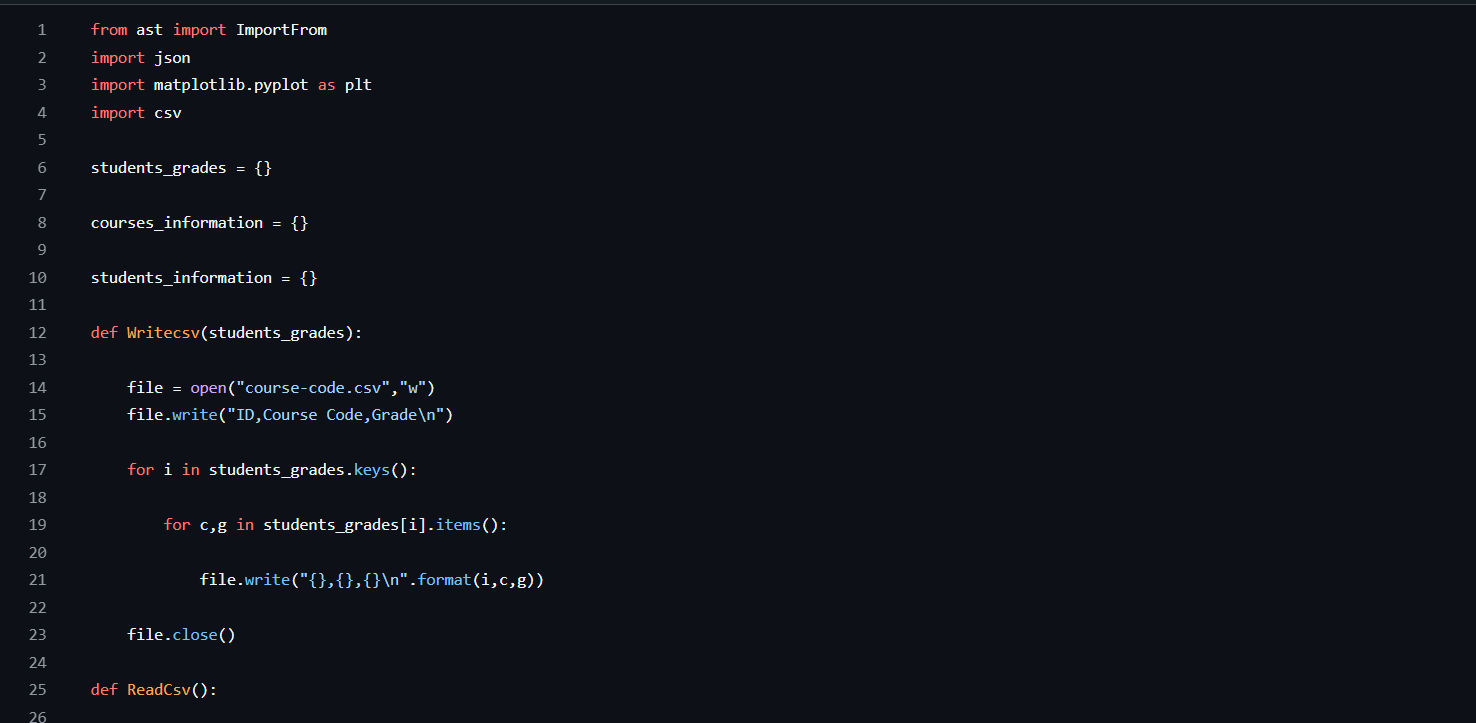 1 from ast import ImportFrom
2 import json
3 import matplotlib.pyplot as plt
4 import csv
5
6 students_grades = {}
7
8 courses_information = {}
9
10 students_information = {}
11
12 def Writecsv(students_grades):
13
14     file = open("course-code.csv","w")
15     file.write("ID,Course Code,Grade\n")
16
17     for i in students_grades.keys():
18
19         for c,g in students_grades[i].items():
20
21             file.write("{},{},{}\n".format(i,c,g))
22
23     file.close()
24
25 def ReadCsv():
26